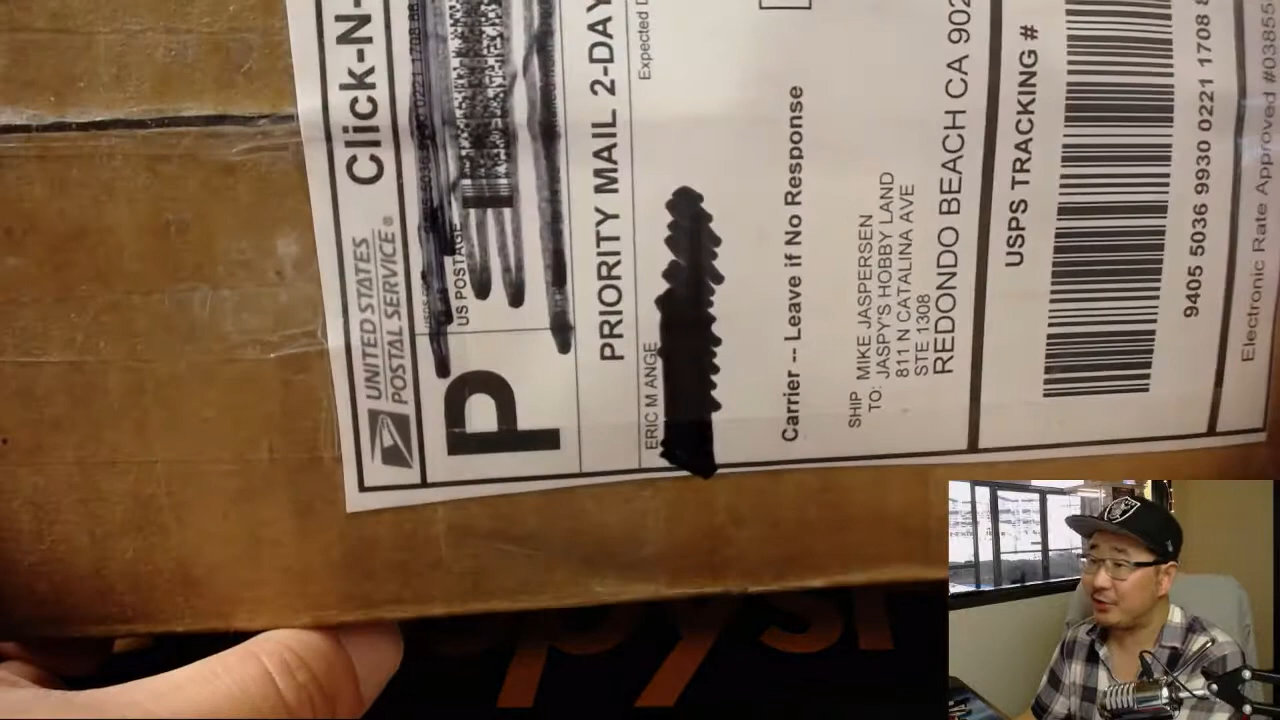 Click-N-
UNITED STATES
POSTAL SERVICE ®
US POSTAGE
P
PRIORITY MAIL 2-DAY
Expected D
ERIC M ANGE
Carrier -- Leave if No Response
SHIP
TO:
MIKE JASPERSEN
JASPY'S HOBBY LAND
811 N CATALINA AVE
STE 1308
REDONDO BEACH CA 902
USPS TRACKING #
9405 5036 9930 0221 1708 8
Electronic Rate Approved #03855